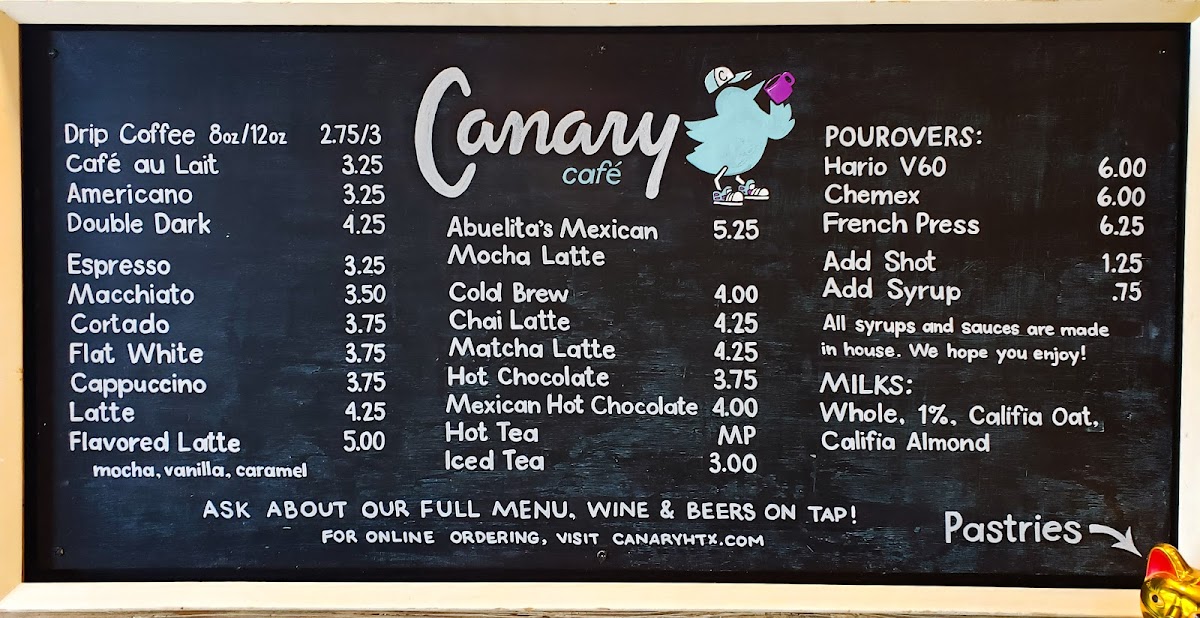 Canary
café
C
Drip Coffee 8oz/12oz 2.75/3
Café au Lait 3.25
Americano 3.25
Double Dark 4.25
Espresso 3.25
Macchiato 3.50
Cortado 3.75
Flat White 3.75
Cappuccino 3.75
Latte 4.25
Flavored Latte 5.00
mocha, vanilla, caramel
Abuelita's Mexican 5.25
Mocha Latte
Cold Brew 4.00
Chai Latte 4.25
Matcha Latte 4.25
Hot Chocolate 3.75
Mexican Hot Chocolate 4.00
Hot Tea MP
Iced Tea 3.00
POUROVERS:
Hario V60 6.00
Chemex 6.00
French Press 6.25
Add Shot 1.25
Add Syrup .75
All syrups and sauces are made
in house. We hope you enjoy!
MILKS:
Whole, 1%, Califia Oat,
Califia Almond
ASK ABOUT OUR FULL MENU, WINE & BEERS ON TAP!
FOR ONLINE ORDERING, VISIT CANARYHTX.COM
Pastries